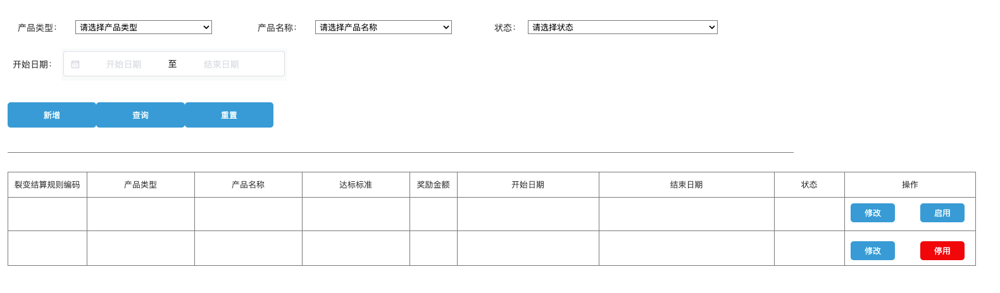 产品类型： 请选择产品类型 产品名称： 请选择产品名称 状态： 请选择状态
开始日期： 开始日期 至 结束日期
新增 查询 重置
裂变结算规则编码 产品类型 产品名称 达标标准 奖励金额 开始日期 结束日期 状态 操作
修改 启用
修改 停用